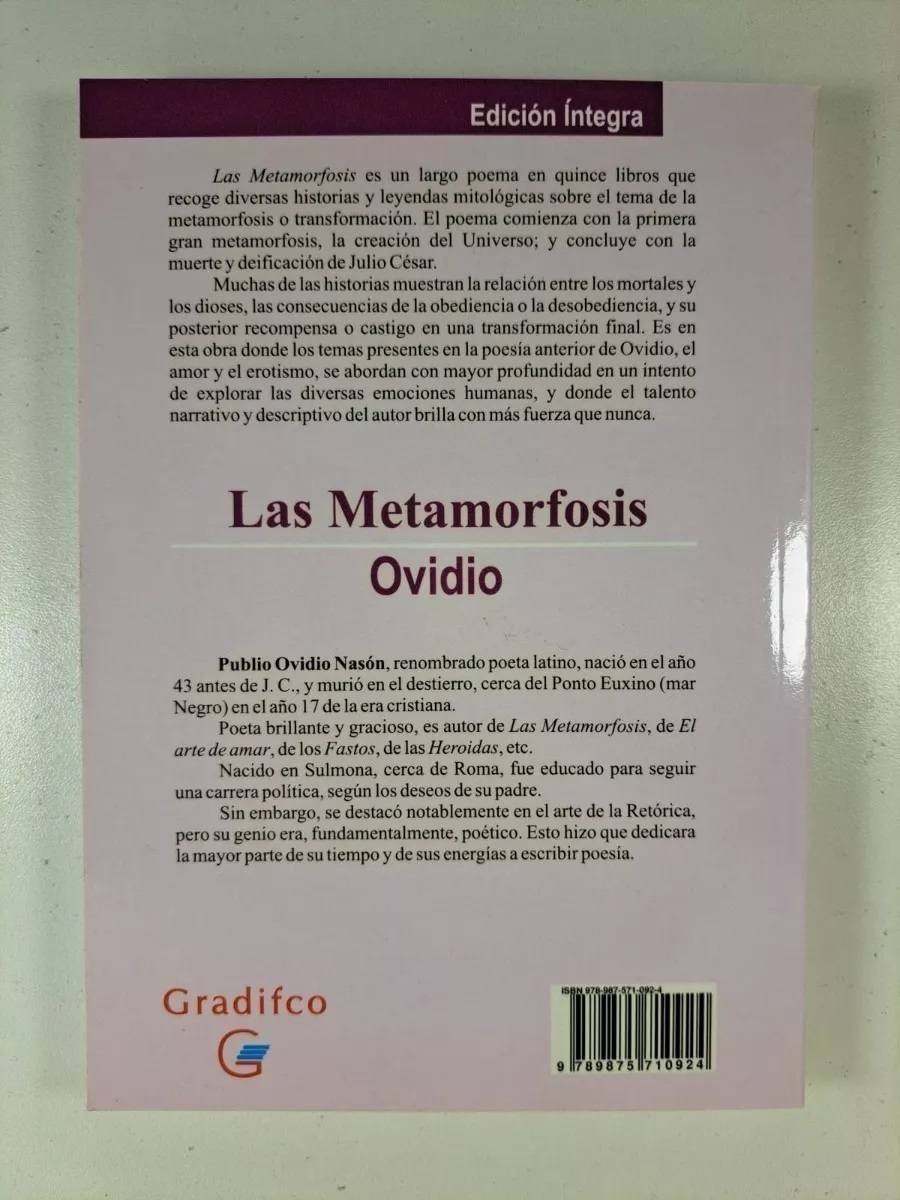 Edición Íntegra
Las Metamorfosis es un largo poema en quince libros que
recoge diversas historias y leyendas mitológicas sobre el tema de la
metamorfosis o transformación. El poema comienza con la primera
gran metamorfosis, la creación del Universo; y concluye con la
muerte y deificación de Julio César.
Muchas de las historias muestran la relación entre los mortales y
los dioses, las consecuencias de la obediencia o la desobediencia, y su
posterior recompensa o castigo en una transformación final. Es en
esta obra donde los temas presentes en la poesía anterior de Ovidio, el
amor y el erotismo, se abordan con mayor profundidad en un intento
de explorar las diversas emociones humanas, y donde el talento
narrativo y descriptivo del autor brilla con más fuerza que nunca.
Las Metamorfosis
Ovidio
Publio Ovidio Nasón, renombrado poeta latino, nació en el año
43 antes de J. C., y murió en el destierro, cerca del Ponto Euxino (mar
Negro) en el año 17 de la era cristiana.
Poeta brillante y gracioso, es autor de Las Metamorfosis, de El
arte de amar, de los Fastos, de las Heroidas, etc.
Nacido en Sulmona, cerca de Roma, fue educado para seguir
una carrera política, según los deseos de su padre.
Sin embargo, se destacó notablemente en el arte de la Retórica,
pero su genio era, fundamentalmente, poético. Esto hizo que dedicara
la mayor parte de su tiempo y de sus energías a escribir poesía.
Gradifco
G
ISBN 978-987-571-092-4
9 789875 710924